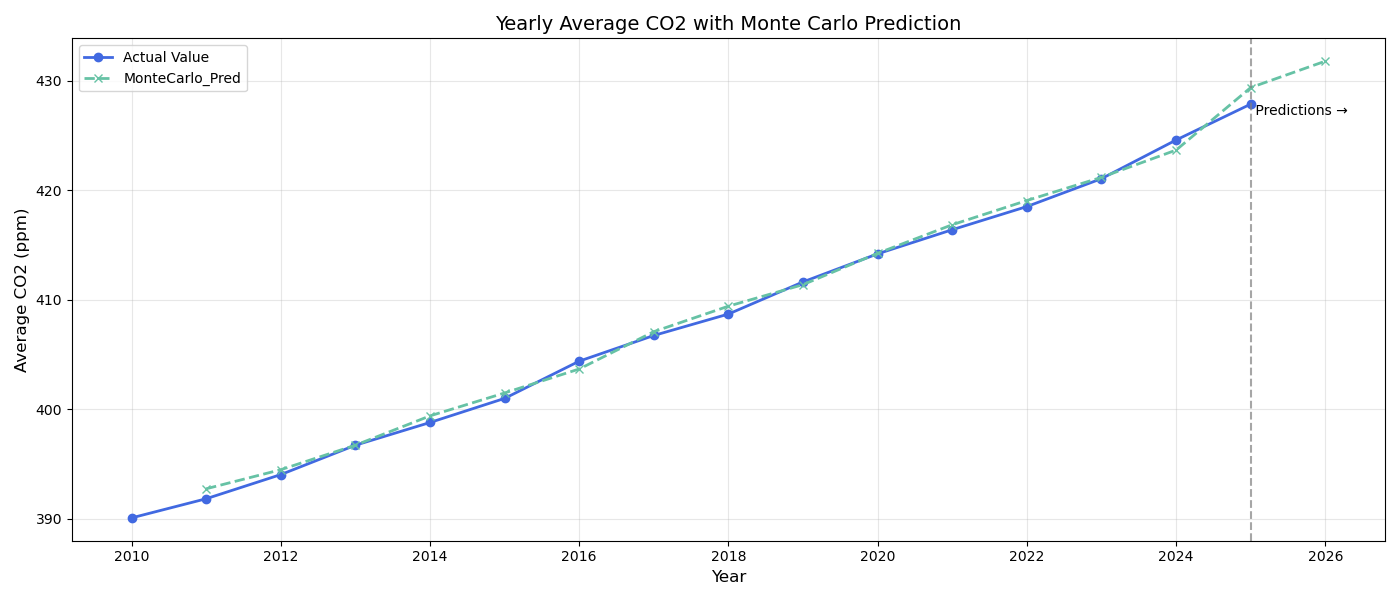 Yearly Average CO2 with Monte Carlo Prediction
Actual Value
MonteCarlo_Pred
430
420
410
400
390
Average CO2 (ppm)
Predictions →
2010 2012 2014 2016 2018 2020 2022 2024 2026
Year